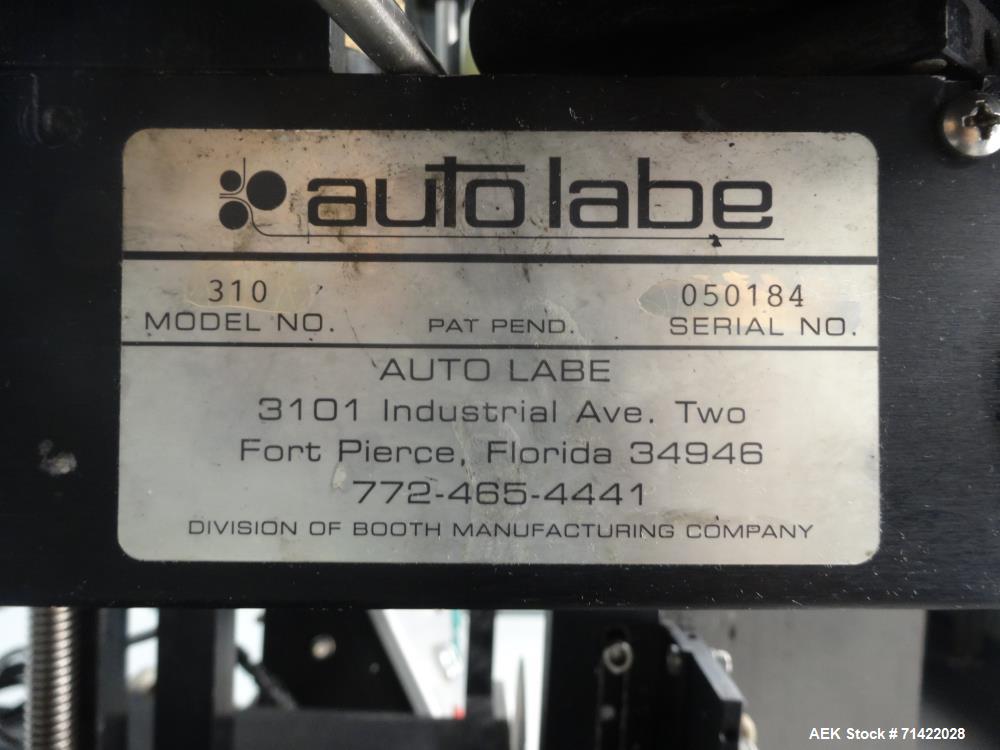 auto labe
310 050184
MODEL NO. PAT PEND. SERIAL NO.
AUTO LABE
3101 Industrial Ave. Two
Fort Pierce, Florida 34946
772-465-4441
DIVISION OF BOOTH MANUFACTURING COMPANY
AEK Stock #71422028